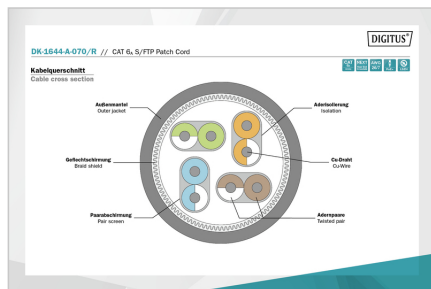 DIGITUS®
DK-1644-A-070/R // CAT 6A S/FTP Patch Cord
Kabelquerschnitt
Cable cross section
Außenmantel
Outer jacket
Aderisolierung
Isolation
Geflechtschirmung
Braid shield
Cu-Draht
Cu-Wire
Paarabschirmung
Pair screen
Adernpaare
Twisted pair